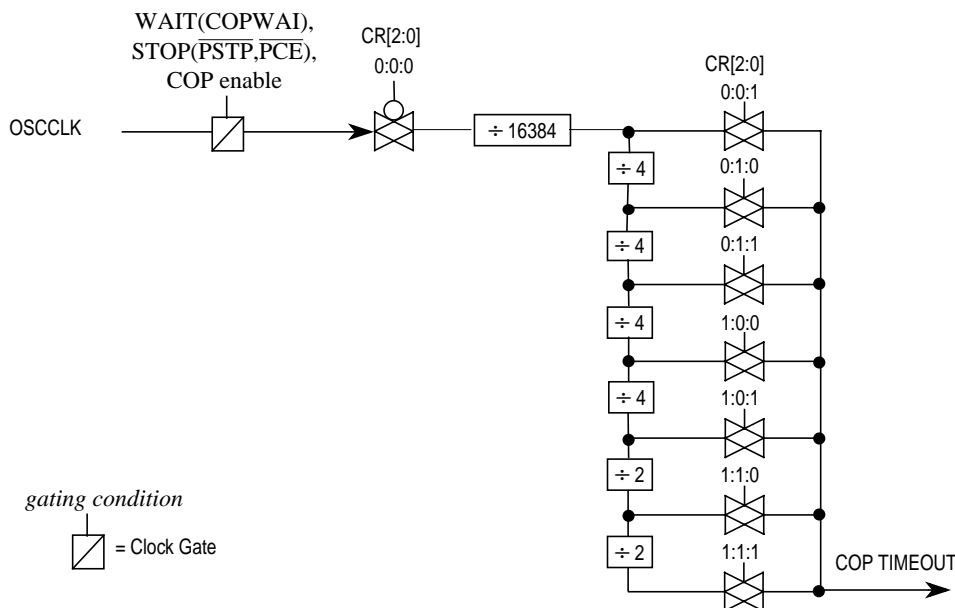 WAIT(COPWAI),
STOP(PSTP,PCE),
COP enable
CR[2:0]
0:0:0
CR[2:0]
0:0:1
OSCCLK
÷ 16384
÷ 4
0:1:0
÷ 4
0:1:1
÷ 4
1:0:0
÷ 4
1:0:1
÷ 2
1:1:0
÷ 2
1:1:1
COP TIMEOUT
gating condition
= Clock Gate